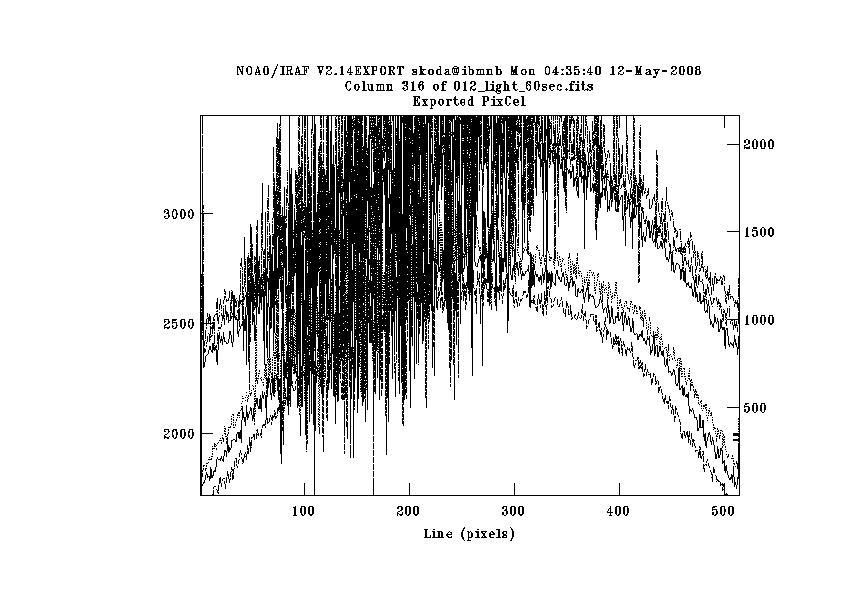 NOAO/IRAF V2.14EXPORT skoda@ibmnb Mon 04:35:40 12-May-2008
Column 316 of 012_light_60sec.fits
Exported PixCel
2000
3000
1500
2500
1000
500
2000
100 200 300 400 500
Line (pixels)